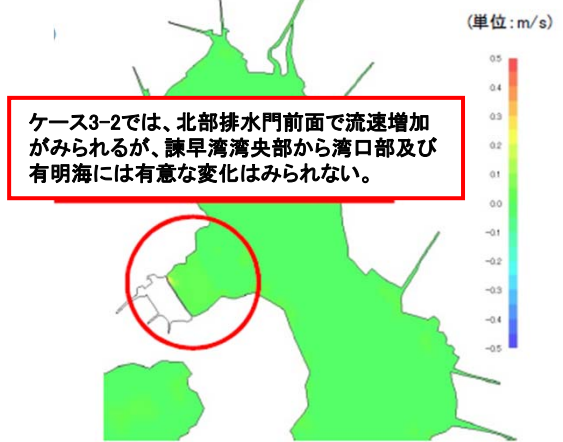 (単位:m/s)
0.5
0.4
ケース3-2では、北部排水門前面で流速増加
がみられるが、諫早湾湾央部から湾口部及び
有明海には有意な変化はみられない。
0.3
0.2
0.1
0.0
-0.1
-0.2
-0.3
-0.4
-0.5